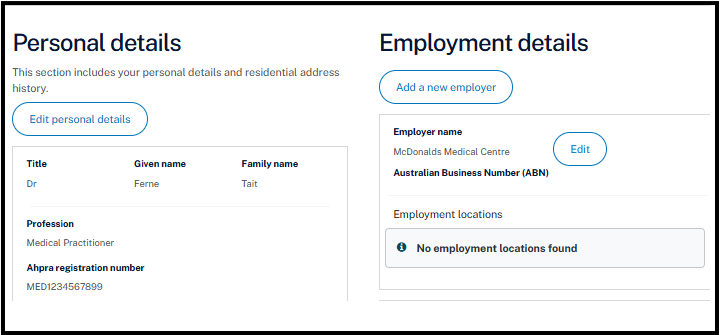 Personal details
This section includes your personal details and residential address
history.
Edit personal details
Title Given name Family name
Dr Ferne Tait
Profession
Medical Practitioner
Ahpra registration number
MED1234567899
Employment details
Add a new employer
Employer name
McDonalds Medical Centre
Edit
Australian Business Number (ABN)
Employment locations
No employment locations found